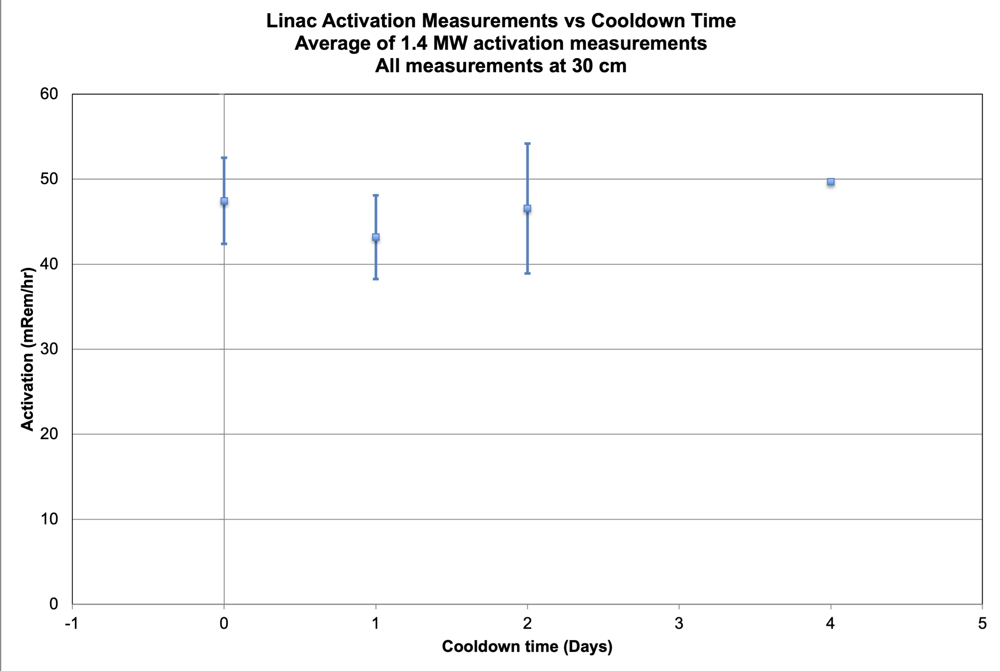 Linac Activation Measurements vs Cooldown Time
Average of 1.4 MW activation measurements
All measurements at 30 cm
60
50
40
30
20
10
0
Activation (mRem/hr)
-1
0
1
2
3
4
5
Cooldown time (Days)